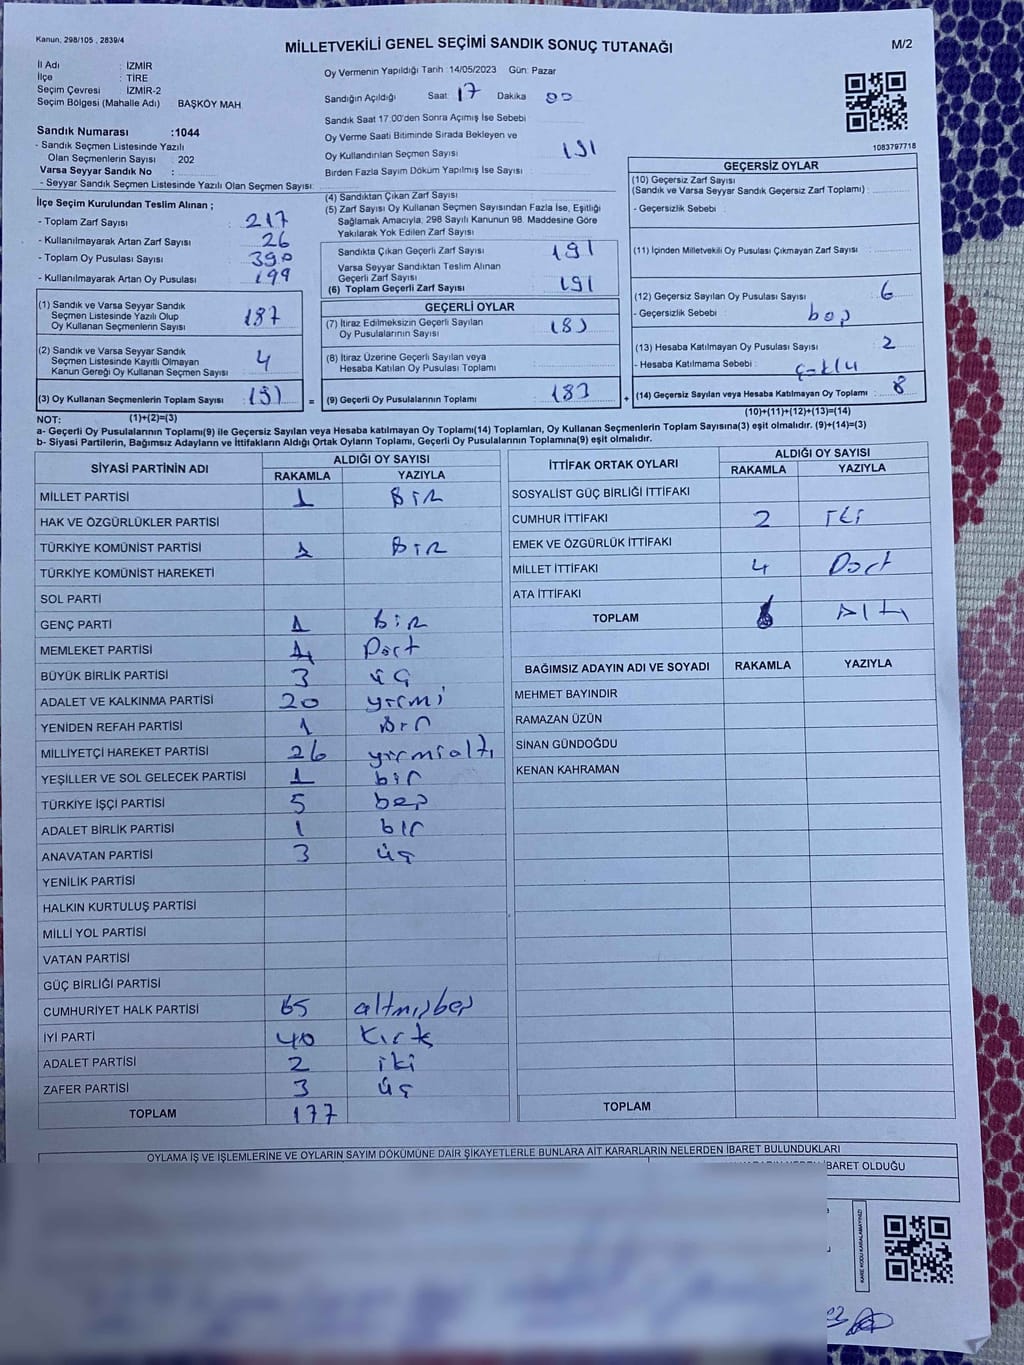 Kanun; 298/105 , 2839/4
MİLLETVEKİLİ GENEL SEÇİMİ SANDIK SONUÇ TUTANAĞI
M/2
İl Adı : İZMİR
İlçe : TİRE
Seçim Çevresi : İZMİR-2
Seçim Bölgesi (Mahalle Adı) BAŞKÖY MAH
Sandık Numarası :1044
- Sandık Seçmen Listesinde Yazılı
Olan Seçmenlerin Sayısı : 202
Varsa Seyyar Sandık No :
- Seyyar Sandık Seçmen Listesinde Yazılı Olan Seçmen Sayısı:
Oy Vermenin Yapıldığı Tarih :14/05/2023 Gün: Pazar
Sandığın Açıldığı Saat 17 Dakika 00
Sandık Saat 17:00'den Sonra Açımış İse Sebebi
Oy Verme Saati Bitiminde Sırada Bekleyen ve
Oy Kullandırılan Seçmen Sayısı 191
Birden Fazla Sayım Döküm Yapılmış İse Sayısı
1083797718
İlçe Seçim Kurulundan Teslim Alınan ;
- Toplam Zarf Sayısı 217
- Kullanılmayarak Artan Zarf Sayısı 26
- Toplam Oy Pusulası Sayısı 390
- Kullanılmayarak Artan Oy Pusulası 199
(1) Sandık ve Varsa Seyyar Sandık
Seçmen Listesinde Yazılı Olup
Oy Kullanan Seçmenlerin Sayısı 187
(2) Sandık ve Varsa Seyyar Sandık
Seçmen Listesinde Kayıtlı Olmayan
Kanun Gereği Oy Kullanan Seçmen Sayısı 4
(3) Oy Kullanan Seçmenlerin Toplam Sayısı 191 =
(4) Sandıktan Çıkan Zarf Sayısı
(5) Zarf Sayısı Oy Kullanan Seçmen Sayısından Fazla İse, Eşitliği
Sağlamak Amacıyla, 298 Sayılı Kanunun 98. Maddesine Göre
Yakılarak Yok Edilen Zarf Sayısı
Sandıkta Çıkan Geçerli Zarf Sayısı 191
Varsa Seyyar Sandıktan Teslim Alınan
Geçerli Zarf Sayısı
(6) Toplam Geçerli Zarf Sayısı 191
GEÇERLİ OYLAR
(7) İtiraz Edilmeksizin Geçerli Sayılan
Oy Pusulalarının Sayısı 183
(8) İtiraz Üzerine Geçerli Sayılan veya
Hesaba Katılan Oy Pusulası Toplamı
(9) Geçerli Oy Pusulalarının Toplamı 183 +
GEÇERSİZ OYLAR
(10) Geçersiz Zarf Sayısı
(Sandık ve Varsa Seyyar Sandık Geçersiz Zarf Toplamı) :
- Geçersizlik Sebebi :
(11) İçinden Milletvekili Oy Pusulası Çıkmayan Zarf Sayısı :
(12) Geçersiz Sayılan Oy Pusulası Sayısı : 6
- Geçersizlik Sebebi boş
(13) Hesaba Katılmayan Oy Pusulası Sayısı : 2
- Hesaba Katılmama Sebebi : çoklu
(14) Geçersiz Sayılan veya Hesaba Katılmayan Oy Toplamı : 8
NOT: (1)+(2)=(3) (10)+(11)+(12)+(13)=(14)
a- Geçerli Oy Pusulalarının Toplamı(9) ile Geçersiz Sayılan veya Hesaba katılmayan Oy Toplamı(14) Toplamları, Oy Kullanan Seçmenlerin Toplam Sayısına(3) eşit olmalıdır. (9)+(14)=(3)
b- Siyasi Partilerin, Bağımsız Adayların ve İttifakların Aldığı Ortak Oyların Toplamı, Geçerli Oy Pusulalarının Toplamına(9) eşit olmalıdır.
SİYASİ PARTİNİN ADI ALDIĞI OY SAYISI
RAKAMLA YAZIYLA
MİLLET PARTİSİ 1 BİR
HAK VE ÖZGÜRLÜKLER PARTİSİ
TÜRKİYE KOMÜNİST PARTİSİ 1 BİR
TÜRKİYE KOMÜNİST HAREKETİ
SOL PARTİ
GENÇ PARTİ 1 Bir
MEMLEKET PARTİSİ 4 Dört
BÜYÜK BİRLİK PARTİSİ 3 üç
ADALET VE KALKINMA PARTİSİ 20 yirmi
YENİDEN REFAH PARTİSİ 1 Bir
MİLLİYETÇİ HAREKET PARTİSİ 26 yirmialtı
YEŞİLLER VE SOL GELECEK PARTİSİ 1 bir
TÜRKİYE İŞÇİ PARTİSİ 5 beş
ADALET BİRLİK PARTİSİ 1 bir
ANAVATAN PARTİSİ 3 üç
YENİLİK PARTİSİ
HALKIN KURTULUŞ PARTİSİ
MİLLİ YOL PARTİSİ
VATAN PARTİSİ
GÜÇ BİRLİĞİ PARTİSİ
CUMHURİYET HALK PARTİSİ 65 altmışbeş
İYİ PARTİ 40 Kırk
ADALET PARTİSİ 2 iki
ZAFER PARTİSİ 3 üç
TOPLAM 177
İTTİFAK ORTAK OYLARI ALDIĞI OY SAYISI
RAKAMLA YAZIYLA
SOSYALİST GÜÇ BİRLİĞİ İTTİFAKI
CUMHUR İTTİFAKI 2 İKİ
EMEK VE ÖZGÜRLÜK İTTİFAKI
MİLLET İTTİFAKI 4 Dört
ATA İTTİFAKI
TOPLAM 6 Altı
BAĞIMSIZ ADAYIN ADI VE SOYADI RAKAMLA YAZIYLA
MEHMET BAYINDIR
RAMAZAN ÜZÜN
SİNAN GÜNDOĞDU
KENAN KAHRAMAN
TOPLAM
OYLAMA İŞ VE İŞLEMLERİNE VE OYLARIN SAYIM DÖKÜMÜNE DAİR ŞİKAYETLERLE BUNLARA AİT KARARLARIN NELERDEN İBARET BULUNDUKLARI
İBARET OLDUĞU
KARE KODU KARALAMAYINIZ!